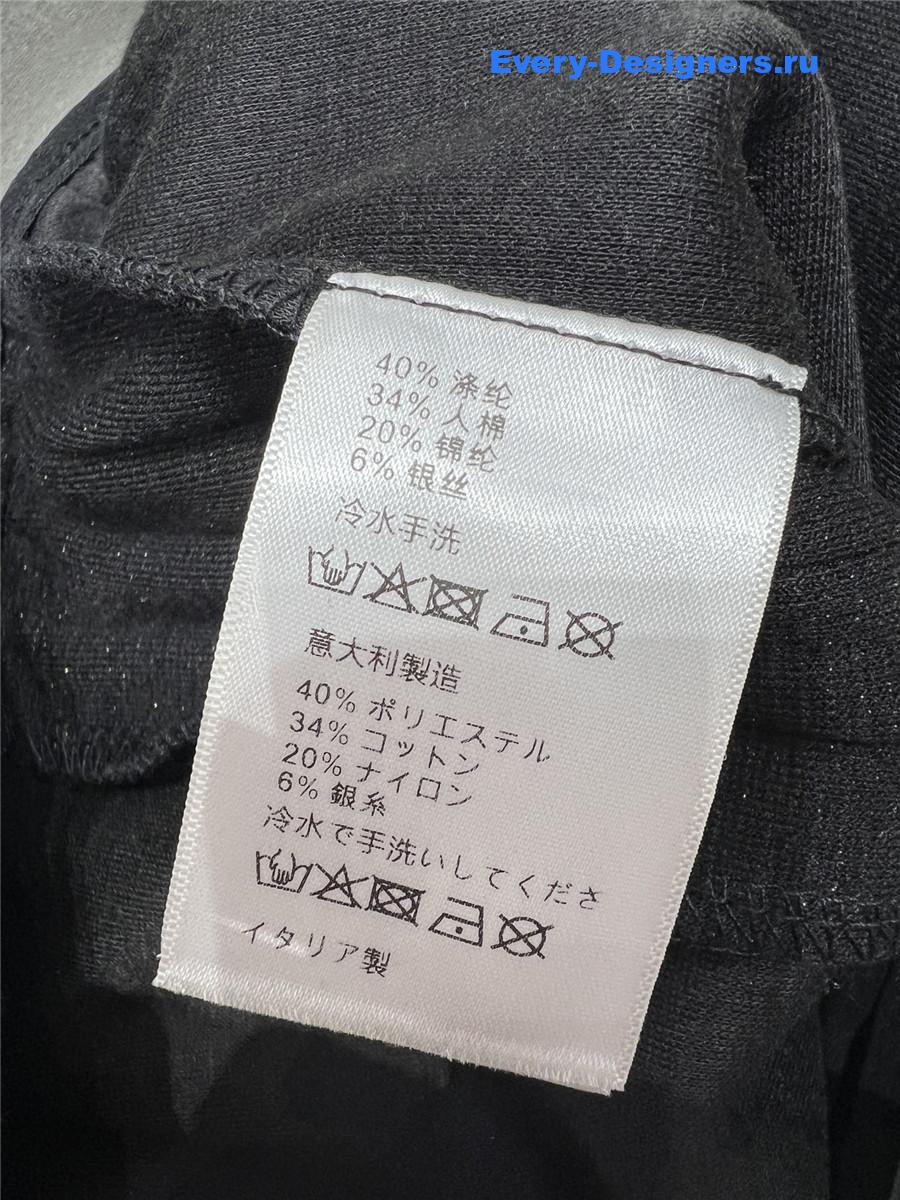 Every-Designers.ru
40% 涤纶
34% 人棉
20% 锦纶
6% 银丝
冷水手洗
意大利製造
40% ポリエステル
34% コットン
20% ナイロン
6% 銀糸
冷水で手洗いしてくださ
イタリア製